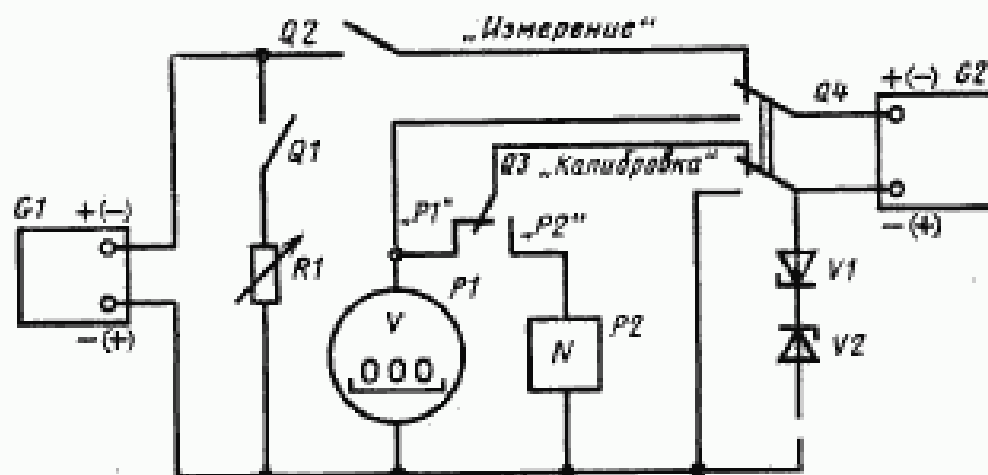 Q2
„Измерение“
+(-) G2
Q4
Q1
Q3 „Калибровка“
G1
+(-)
„P1“
„P2“
-(+)
R1
P1
V1
V
P2
-(+)
N
V2
000